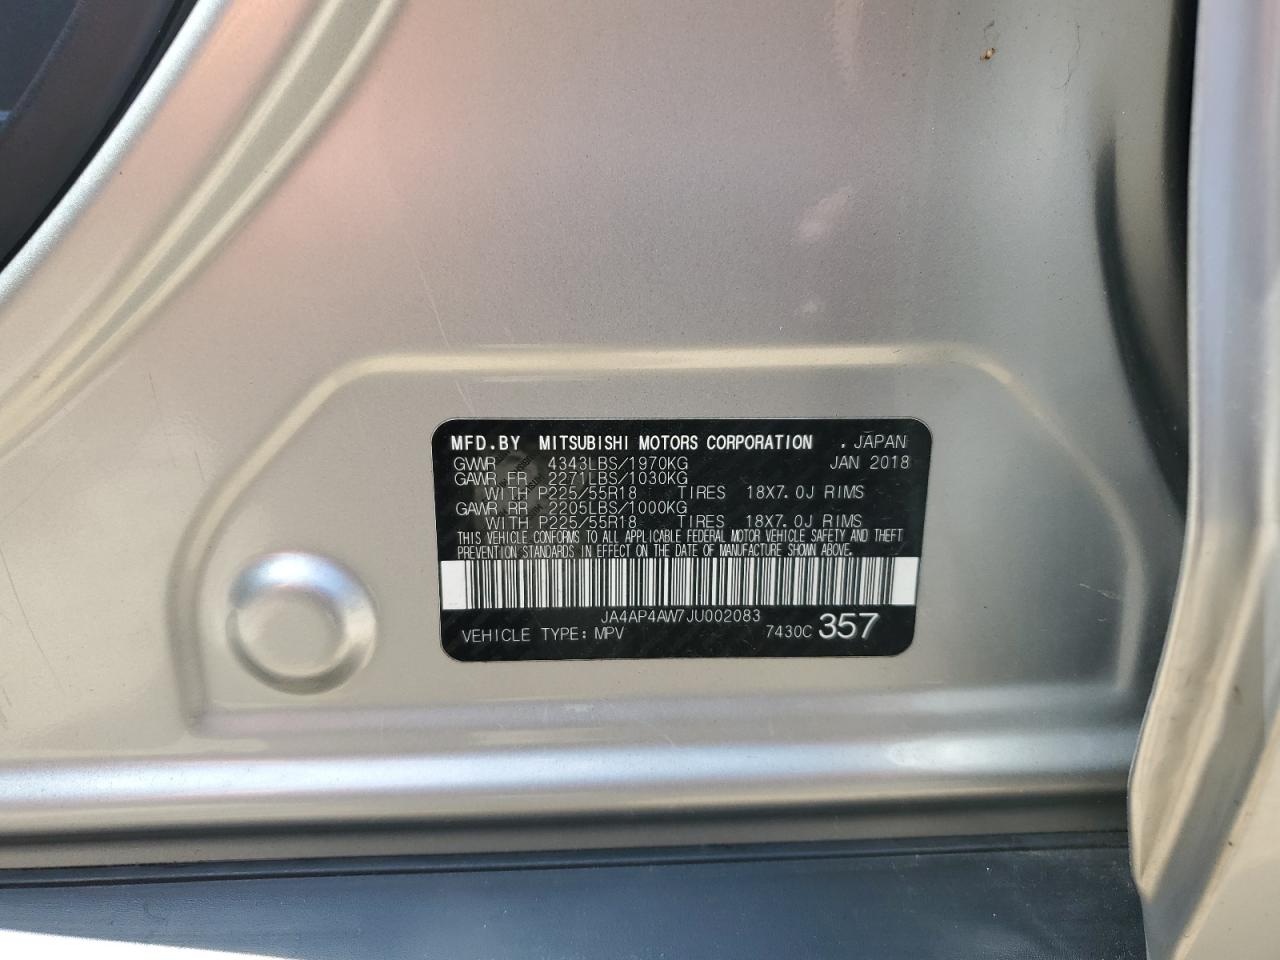 MFD.BY MITSUBISHI MOTORS CORPORATION , JAPAN
GVWR 4343LBS/1970KG JAN 2018
GAWR FR 2271LBS/1030KG
WITH P225/55R18 TIRES 18X7.0J RIMS
GAWR RR 2205LBS/1000KG
WITH P225/55R18 TIRES 18X7.0J RIMS
THIS VEHICLE CONFORMS TO ALL APPLICABLE FEDERAL MOTOR VEHICLE SAFETY AND THEFT
PREVENTION STANDARDS IN EFFECT ON THE DATE OF MANUFACTURE SHOWN ABOVE.
JA4AP4AW7JU002083
VEHICLE TYPE: MPV 7430C 357